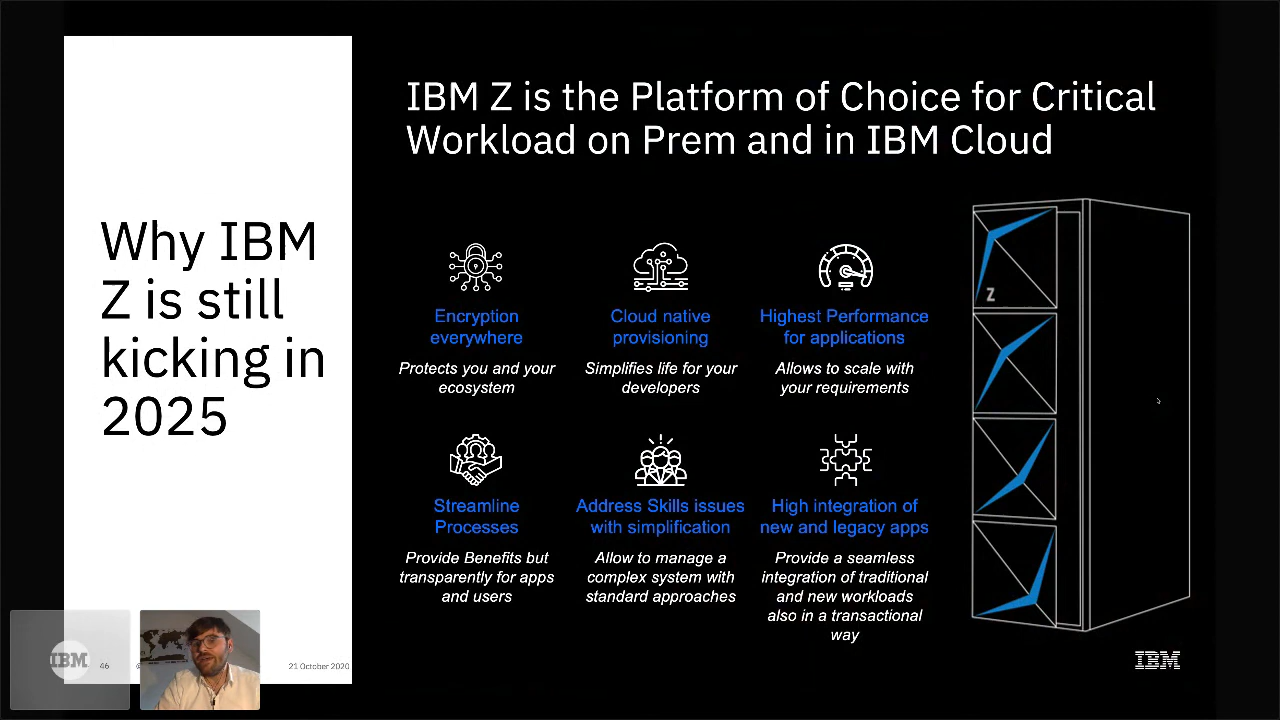 Why IBM
Z is still
kicking in
2025
IBM Z is the Platform of Choice for Critical
Workload on Prem and in IBM Cloud
Encryption
everywhere
Protects you and your
ecosystem
Cloud native
provisioning
Simplifies life for your
developers
Highest Performance
for applications
Allows to scale with
your requirements
Streamline
Processes
Provide Benefits but
transparently for apps
and users
Address Skills issues
with simplification
Allow to manage a
complex system with
standard approaches
High integration of
new and legacy apps
Provide a seamless
integration of traditional
and new workloads
also in a transactional
way
Z
IBM
46
21 October 2020
IBM